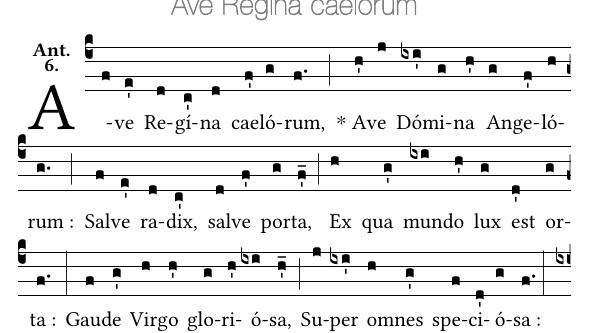 Ave Regina caelorum
Ant.
6.
A-ve Re-gí-na caeló-rum, * Ave Dómi-na Ange-ló-
rum : Salve ra-dix, salve porta, Ex qua mundo lux est or-
ta : Gaude Virgo glo-ri-ó-sa, Su-per omnes spe-ci-ó-sa :